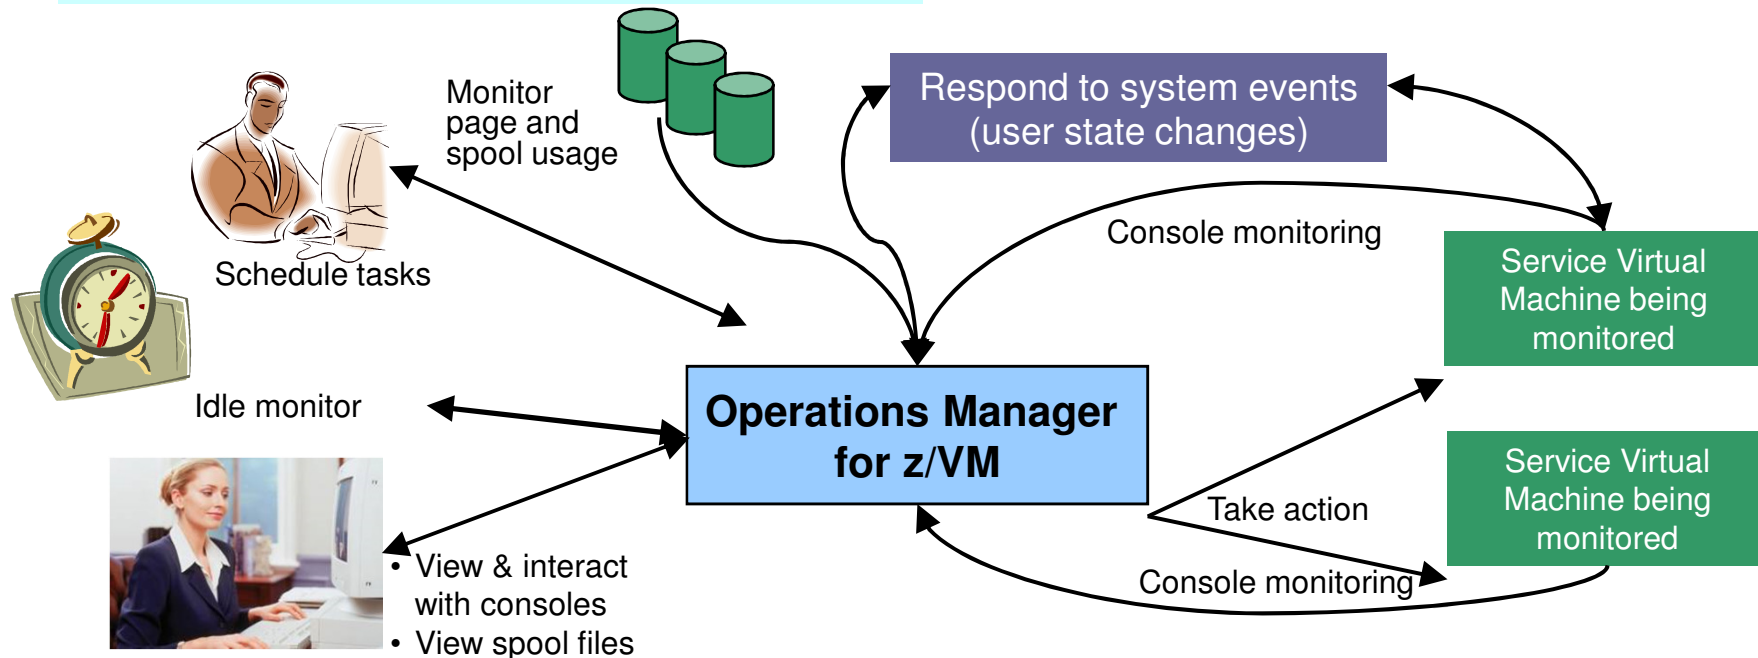 Monitor
page and
spool usage
Respond to system events
(user state changes)
Schedule tasks
Console monitoring
Service Virtual
Machine being
monitored
Idle monitor
Operations Manager
for z/VM
Take action
Service Virtual
Machine being
monitored
Console monitoring
• View & interact
with consoles
• View spool files